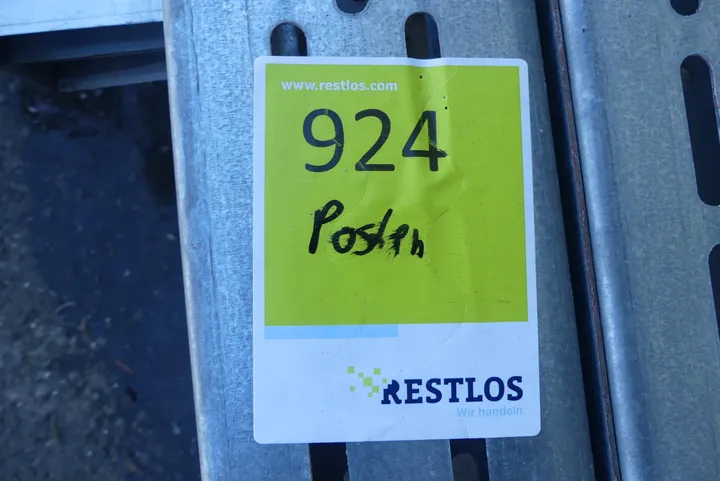 www.restlos.com
924
Posten
RESTLOS
Wir handeln.